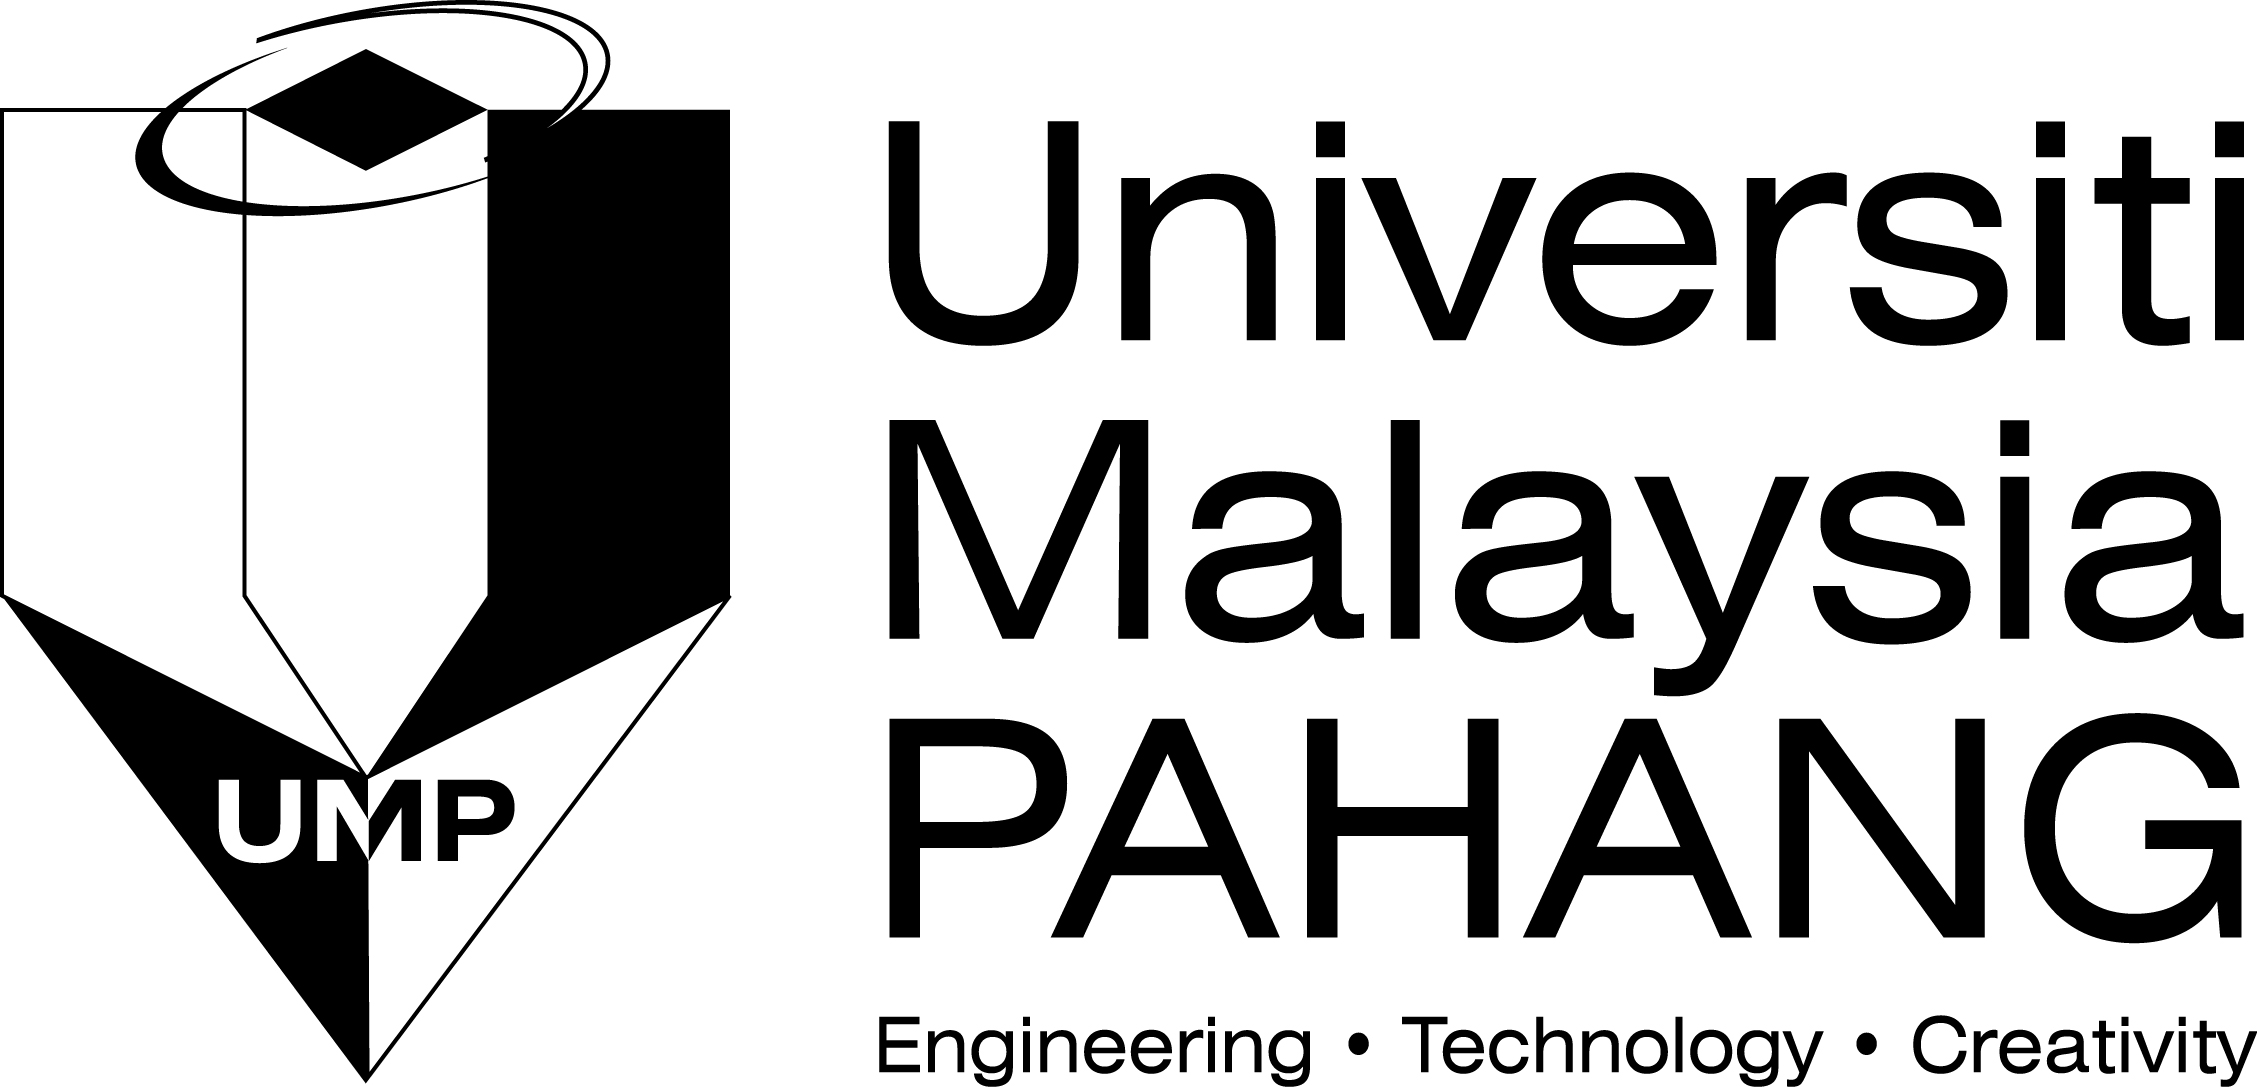 UMP
Universiti
Malaysia
PAHANG
Engineering • Technology • Creativity